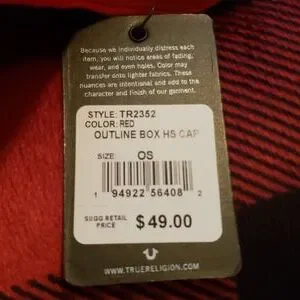 Because we individually distress each
item, you will notice areas of fading,
wear, and even holes. Color may
transfer onto lighter fabrics. These
nuances are intentional and add to the
character and finish of our garment.
STYLE: TR2352
COLOR: RED
OUTLINE BOX HS CAP
SIZE: OS
1 94922 56408 2
SUGG RETAIL
PRICE $49.00
WWW.TRUERELIGION.COM